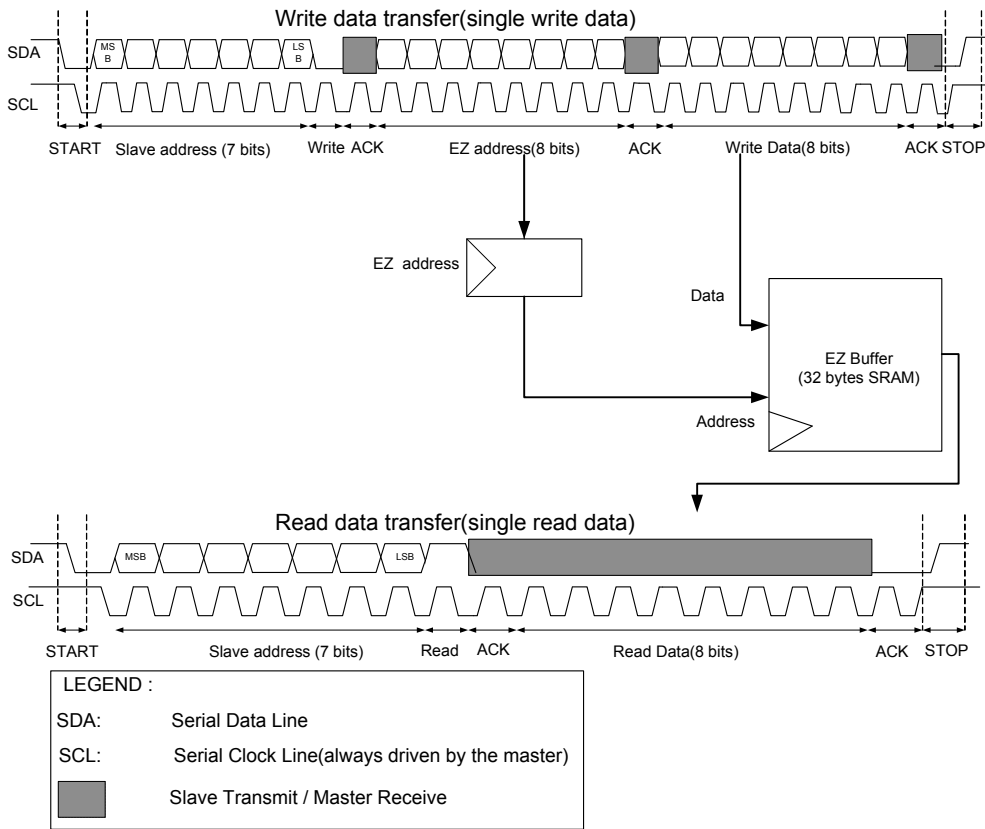 Write data transfer(single write data)
SDA
MS
B
LS
B
SCL
START
Slave address (7 bits)
Write
ACK
EZ address(8 bits)
ACK
Write Data(8 bits)
ACK
STOP
EZ address
Data
EZ Buffer
(32 bytes SRAM)
Address
Read data transfer(single read data)
SDA
MSB
LSB
SCL
START
Slave address (7 bits)
Read
ACK
Read Data(8 bits)
ACK
STOP
LEGEND :
SDA: Serial Data Line
SCL: Serial Clock Line(always driven by the master)
Slave Transmit / Master Receive